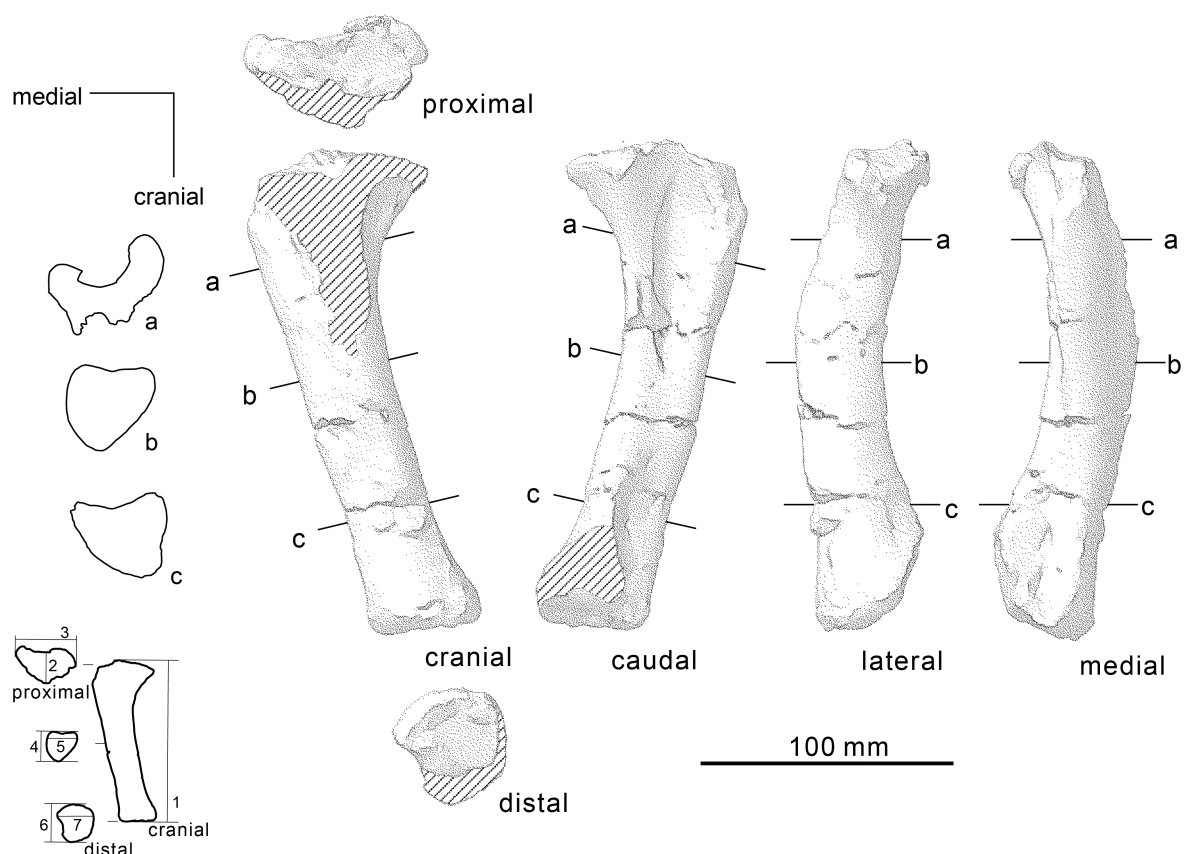 medial
cranial
proximal
a
a
a
a
a
b
b
b
b
b
c
c
c
c
c
cranial
caudal
lateral
medial
3
2
proximal
4
5
1
6
7
cranial
distal
distal
100 mm